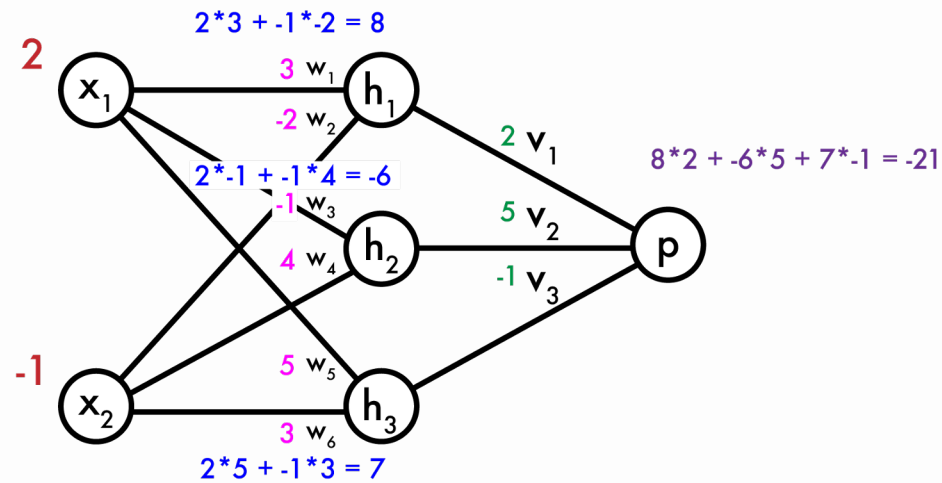 2*3 + -1*-2 = 8
2
x₁
3 w₁
h₁
-2 w₂
2 v₁
8*2 + -6*5 + 7*-1 = -21
2*-1 + -1*4 = -6
-1 w₃
5 v₂
h₂
p
4 w₄
-1 v₃
-1
x₂
5 w₅
h₃
3 w₆
2*5 + -1*3 = 7